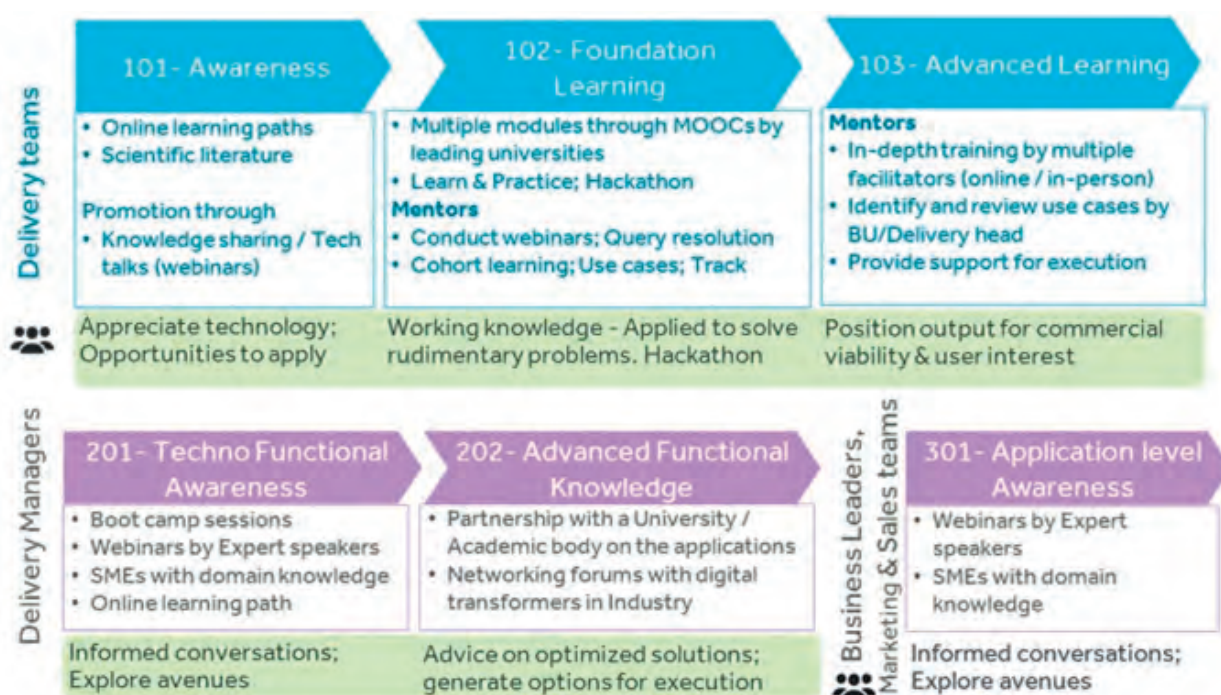 Delivery teams
101- Awareness
• Online learning paths
• Scientific literature
Promotion through
• Knowledge sharing / Tech
talks (webinars)
Appreciate technology;
Opportunities to apply
102- Foundation
Learning
• Multiple modules through MOOCs by
leading universities
• Learn & Practice; Hackathon
Mentors
• Conduct webinars; Query resolution
• Cohort learning; Use cases; Track
Working knowledge - Applied to solve
rudimentary problems. Hackathon
103- Advanced Learning
Mentors
• In-depth training by multiple
facilitators (online / in-person)
• Identify and review use cases by
BU/Delivery head
• Provide support for execution
Position output for commercial
viability & user interest
Delivery Managers
201- Techno Functional
Awareness
• Boot camp sessions
• Webinars by Expert speakers
• SMEs with domain knowledge
• Online learning path
Informed conversations;
Explore avenues
202- Advanced Functional
Knowledge
• Partnership with a University /
Academic body on the applications
• Networking forums with digital
transformers in Industry
Advice on optimized solutions;
generate options for execution
Business Leaders,
Marketing & Sales teams
301- Application level
Awareness
• Webinars by Expert
speakers
• SMEs with domain
knowledge
Informed conversations;
Explore avenues